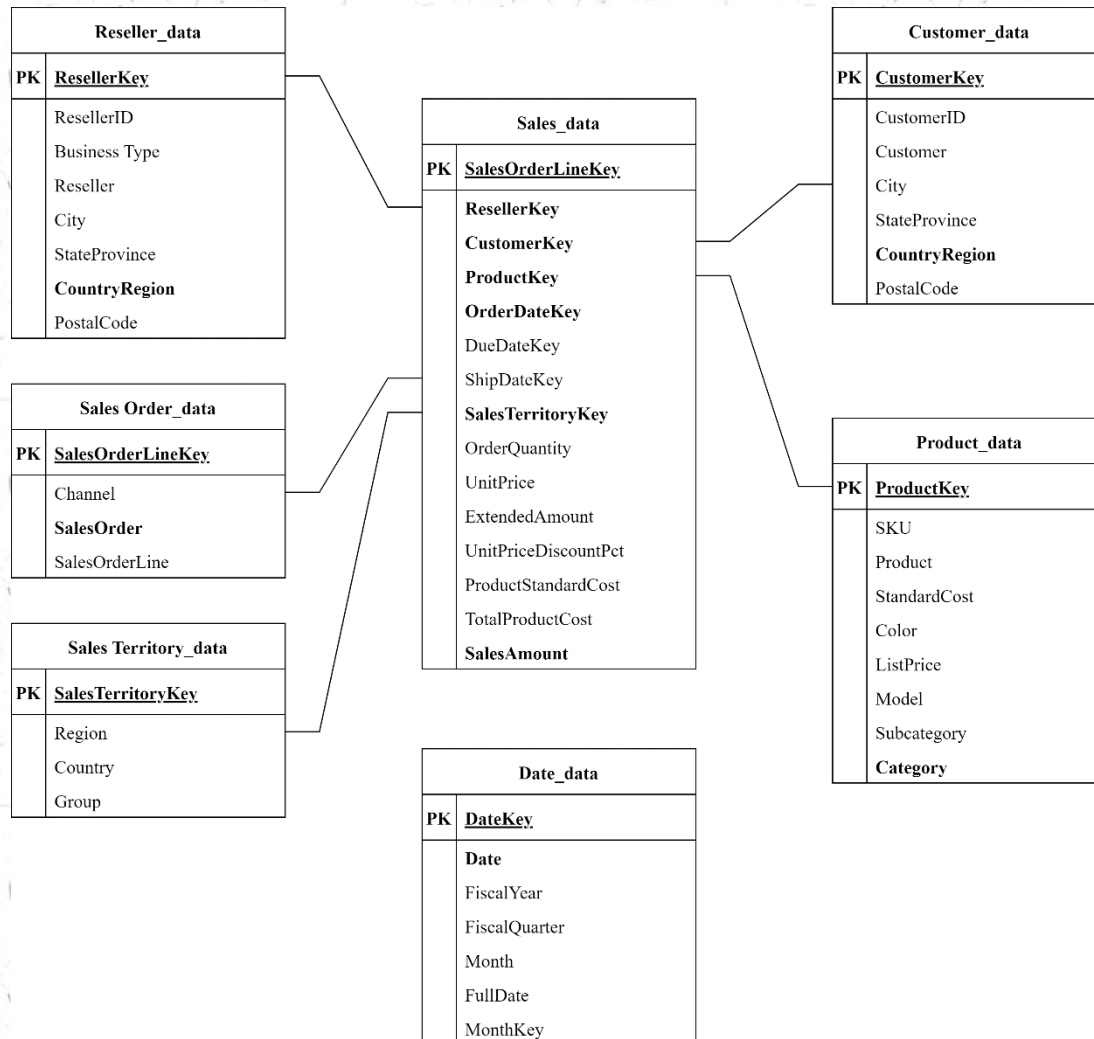 Reseller_data
PK ResellerKey
ResellerID
Business Type
Reseller
City
StateProvince
CountryRegion
PostalCode
Sales Order_data
PK SalesOrderLineKey
Channel
SalesOrder
SalesOrderLine
Sales Territory_data
PK SalesTerritoryKey
Region
Country
Group
Sales_data
PK SalesOrderLineKey
ResellerKey
CustomerKey
ProductKey
OrderDateKey
DueDateKey
ShipDateKey
SalesTerritoryKey
OrderQuantity
UnitPrice
ExtendedAmount
UnitPriceDiscountPct
ProductStandardCost
TotalProductCost
SalesAmount
Date_data
PK DateKey
Date
FiscalYear
FiscalQuarter
Month
FullDate
MonthKey
Customer_data
PK CustomerKey
CustomerID
Customer
City
StateProvince
CountryRegion
PostalCode
Product_data
PK ProductKey
SKU
Product
StandardCost
Color
ListPrice
Model
Subcategory
Category